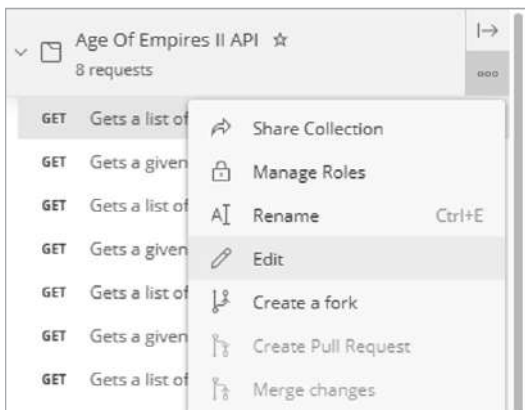 Age Of Empires II API
8 requests
GET Gets a list of
Share Collection
GET Gets a given
Manage Roles
GET Gets a list of
Rename Ctrl+E
GET Gets a given
Edit
GET Gets a list of
Create a fork
GET Gets a given
Create Pull Request
GET Gets a list of
Merge changes